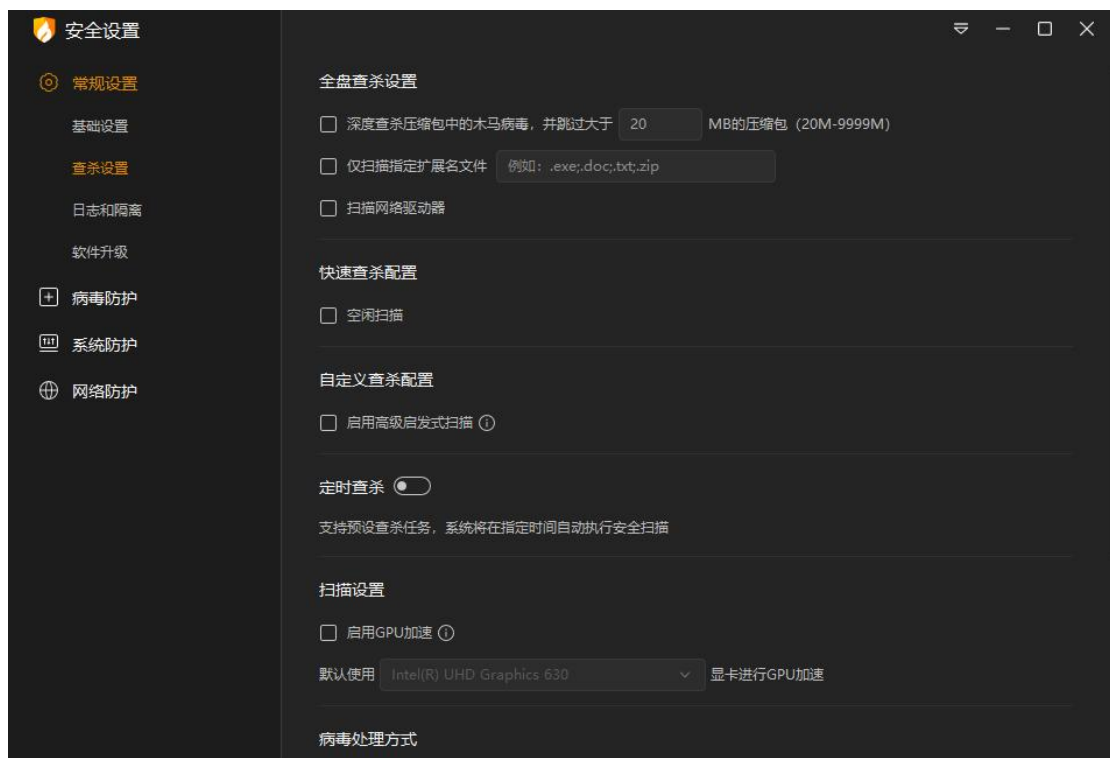 安全设置
常规设置
基础设置
查杀设置
日志和隔离
软件升级
病毒防护
系统防护
网络防护
全盘查杀设置
深度查杀压缩包中的木马病毒，并跳过大于 20 MB的压缩包（20M-9999M）
仅扫描指定扩展名文件 例如：.exe;.doc;.txt;.zip
扫描网络驱动器
快速查杀配置
空闲扫描
自定义查杀配置
启用高级启发式扫描
定时查杀
支持预设查杀任务，系统将在指定时间自动执行安全扫描
扫描设置
启用GPU加速
默认使用 Intel(R) UHD Graphics 630 显卡进行GPU加速
病毒处理方式